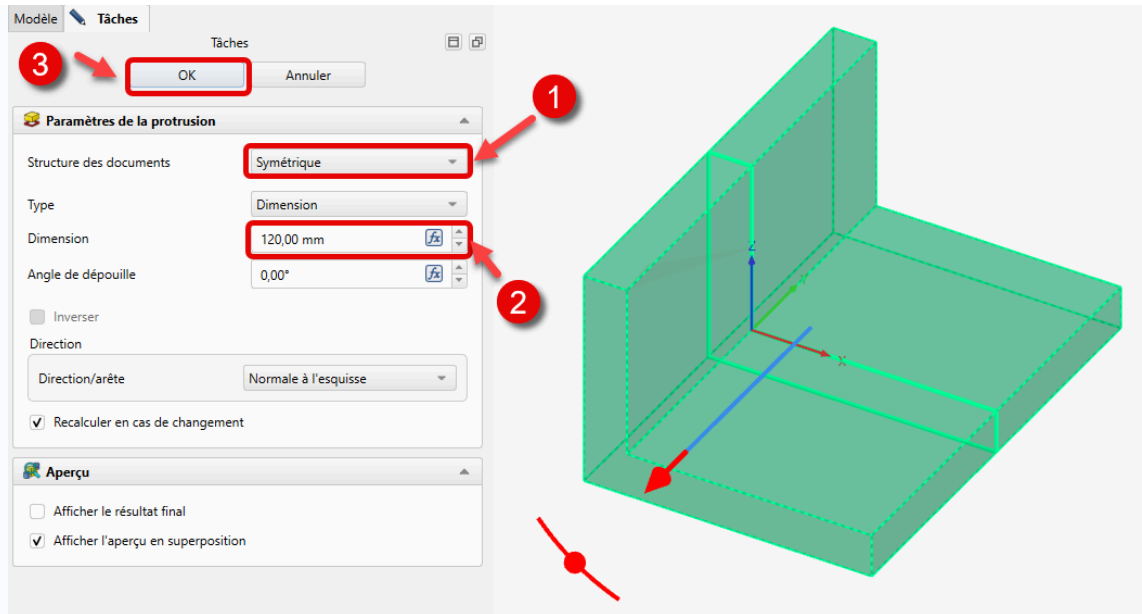 Modèle Tâches
Tâches
3
OK Annuler
1
Paramètres de la protrusion
Structure des documents Symétrique
Type Dimension
Dimension 120,00 mm fx
Angle de dépouille 0,00° fx
2
Inverser
Direction
Direction/arête Normale à l'esquisse
Recalculer en cas de changement
Aperçu
Afficher le résultat final
Afficher l'aperçu en superposition
Z
Y
X